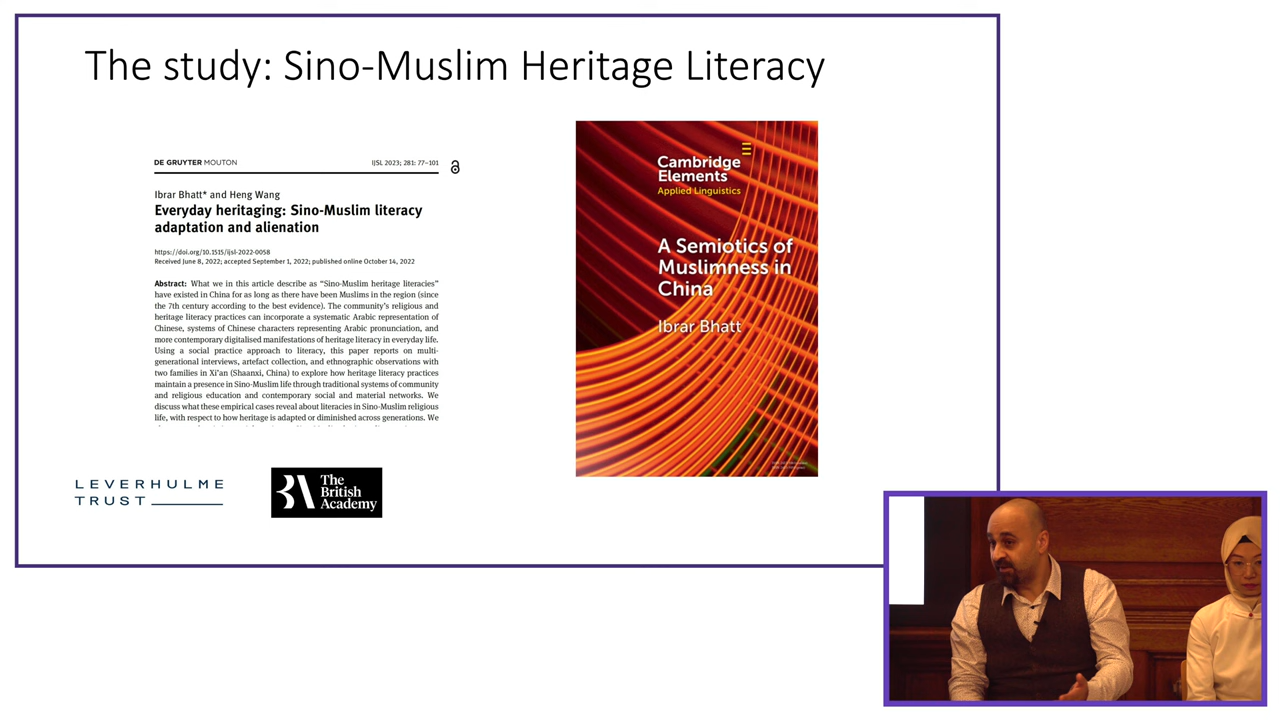 The study: Sino-Muslim Heritage Literacy
DE GRUYTER MOUTON
IJSL 2023; 281: 77–101
Ibrar Bhatt* and Heng Wang
Everyday heritaging: Sino-Muslim literacy
adaptation and alienation
https://doi.org/10.1515/ijsl-2022-0058
Received June 8, 2022; accepted September 1, 2022; published online October 14, 2022
Abstract: What we in this article describe as “Sino-Muslim heritage literacies”
have existed in China for as long as there have been Muslims in the region (since
the 7th century according to the best evidence). The community’s religious and
heritage literacy practices can incorporate a systematic Arabic representation of
Chinese, systems of Chinese characters representing Arabic pronunciation, and
more contemporary digitalised manifestations of heritage literacy in everyday life.
Using a social practice approach to literacy, this paper reports on multi-
generational interviews, artefact collection, and ethnographic observations with
two families in Xi’an (Shaanxi, China) to explore how heritage literacy practices
maintain a presence in Sino-Muslim life through traditional systems of community
and religious education and contemporary social and material networks. We
discuss what these empirical cases reveal about literacies in Sino-Muslim religious
life, with respect to how heritage is adapted or diminished across generations. We
Cambridge
Elements
Applied Linguistics
A Semiotics of
Muslimness in
China
Ibrar Bhatt
LEVERHULME
TRUST
The
British
Academy